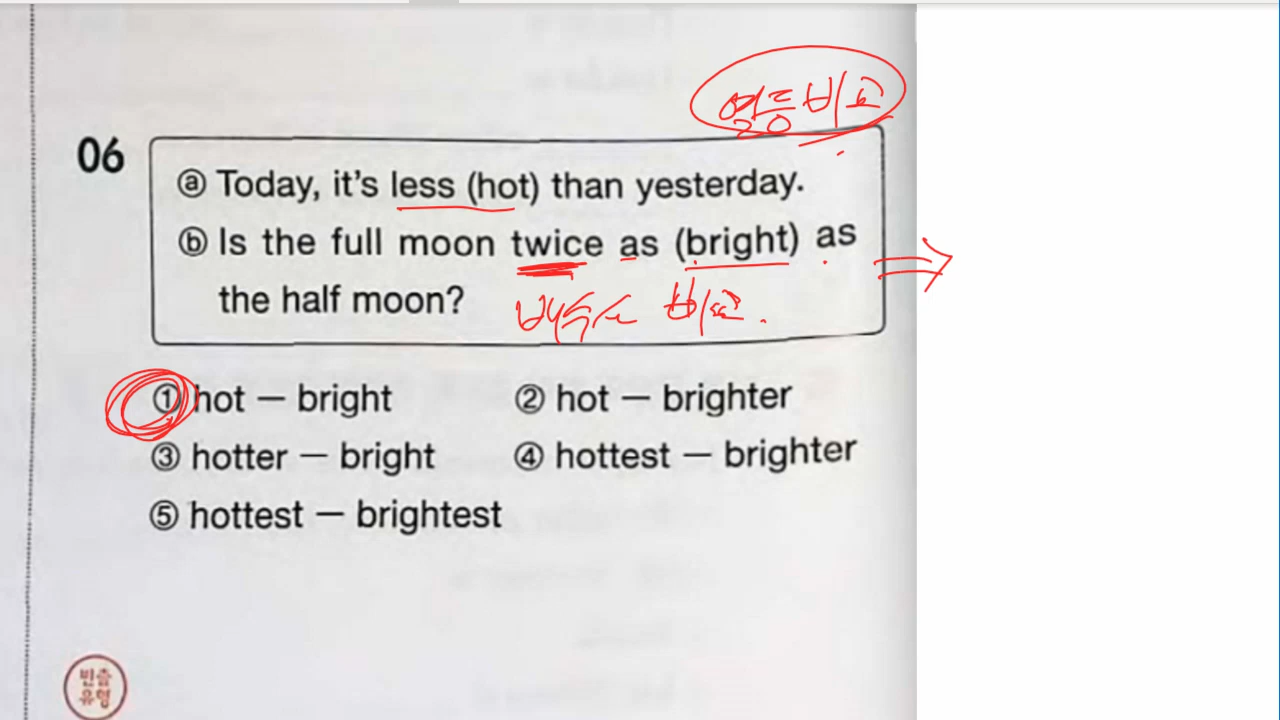 열등비교
06
ⓐ Today, it's less (hot) than yesterday.
ⓑ Is the full moon twice as (bright) as
the half moon?
배수사 비교.
① hot — bright ② hot — brighter
③ hotter — bright ④ hottest — brighter
⑤ hottest — brightest
빈출
유형